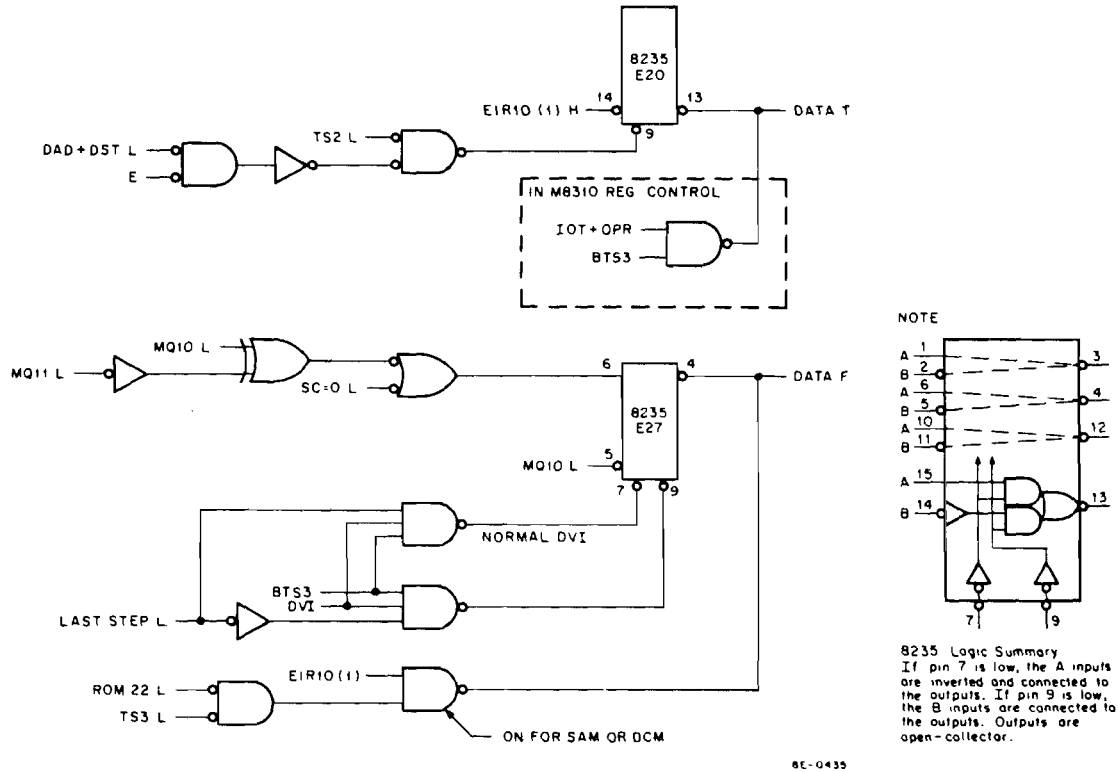 8235
E20
EIR10 (1) H
14
13
DATA T
9
TS2 L
DAD+DST L
E
IN M8310 REG CONTROL
IOT+OPR
BTS3
MQ10 L
MQ11 L
SC=0 L
6
4
DATA F
8235
E27
MQ10 L
5
7
9
NORMAL DVI
BTS3
DVI
LAST STEP L
EIR10(1)
ROM 22 L
TS3 L
ON FOR SAM OR DCM
NOTE
A 1
3
B 2
A 6
4
B 5
A 10
12
B 11
A 15
B 14
13
7
9
8235 Logic Summary
If pin 7 is low, the A inputs
are inverted and connected to
the outputs. If pin 9 is low,
the B inputs are connected to
the outputs. Outputs are
open-collector.
8E-0435